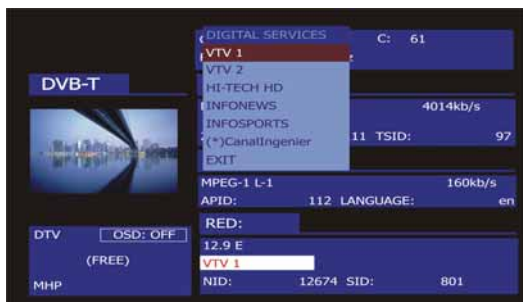 DIGITAL SERVICES
C: 61
VTV 1
VTV 2
HI-TECH HD
INFONEWS
INFOSPORTS
(*)CanalIngenier
EXIT
DVB-T
4014kb/s
11 TSID: 97
MPEG-1 L-1 160kb/s
APID: 112 LANGUAGE: en
RED:
DTV OSD: OFF
(FREE)
MHP
12.9 E
VTV 1
NID: 12674 SID: 801